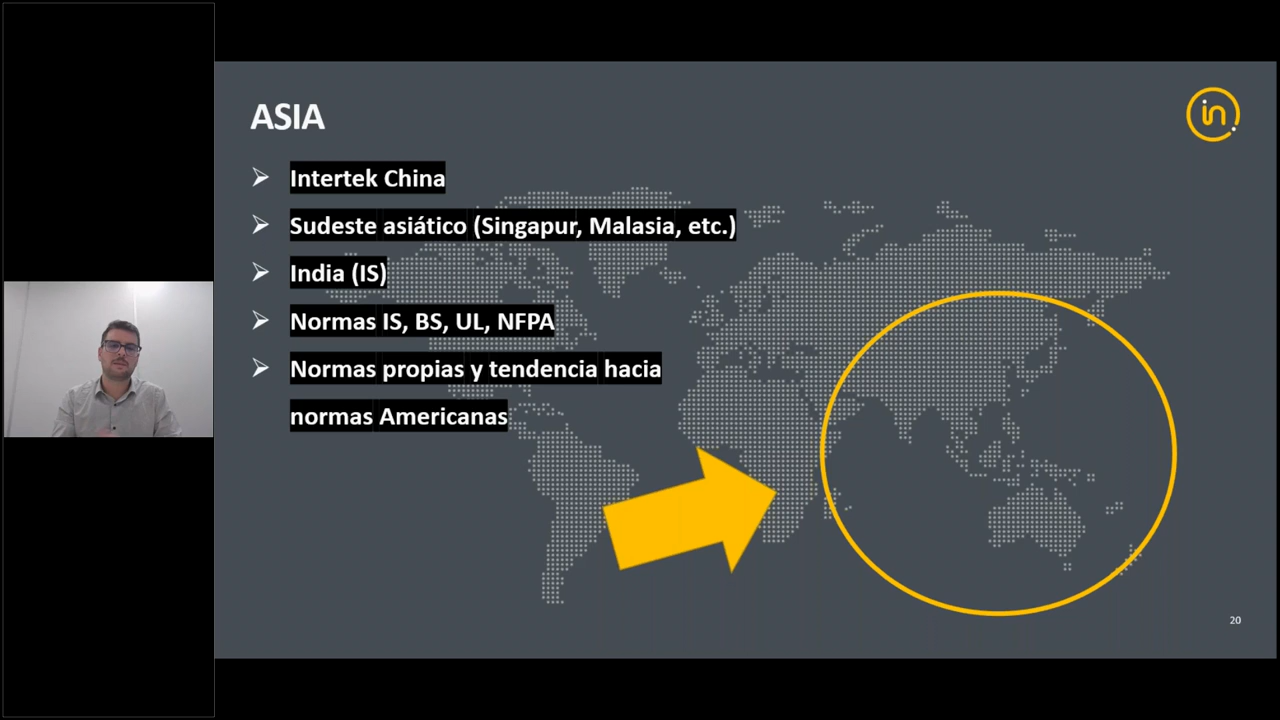 ASIA
in
Intertek China
Sudeste asiático (Singapur, Malasia, etc.)
India (IS)
Normas IS, BS, UL, NFPA
Normas propias y tendencia hacia
normas Americanas
20